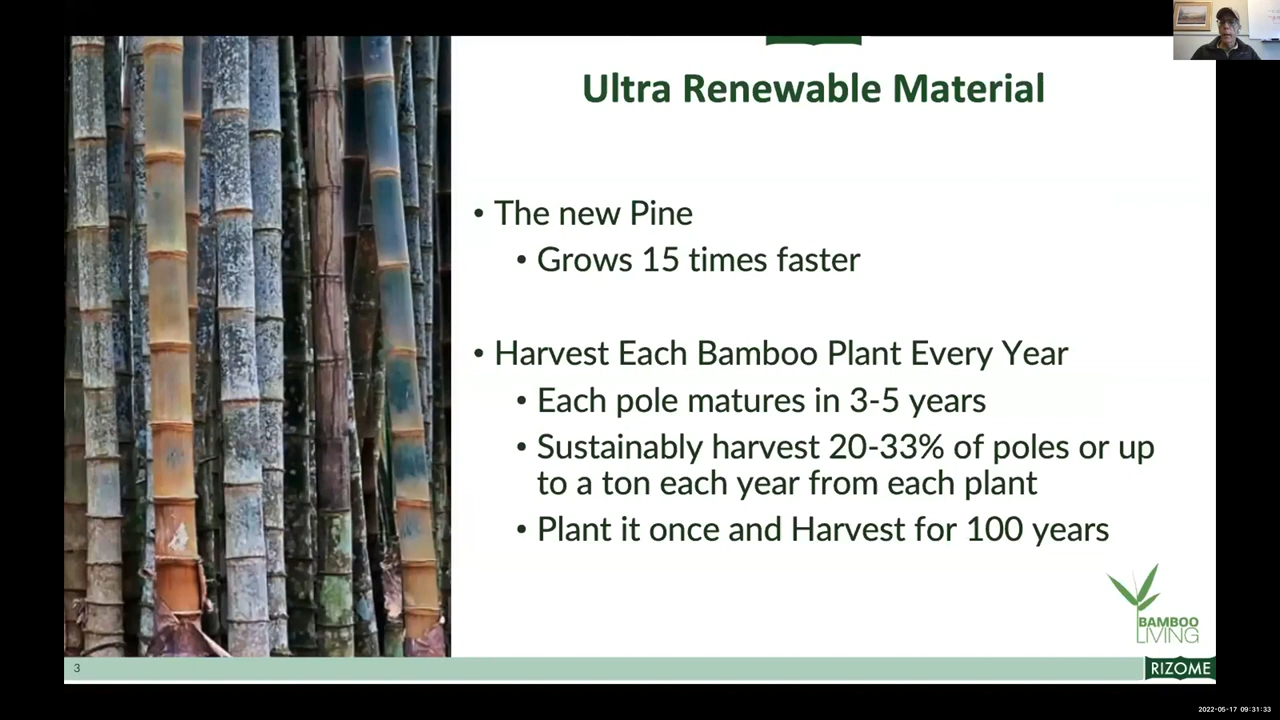 Ultra Renewable Material
• The new Pine
• Grows 15 times faster
• Harvest Each Bamboo Plant Every Year
• Each pole matures in 3-5 years
• Sustainably harvest 20-33% of poles or up
to a ton each year from each plant
• Plant it once and Harvest for 100 years
BAMBOO
LIVING
3
RIZOME
2022-05-17 09:31:33